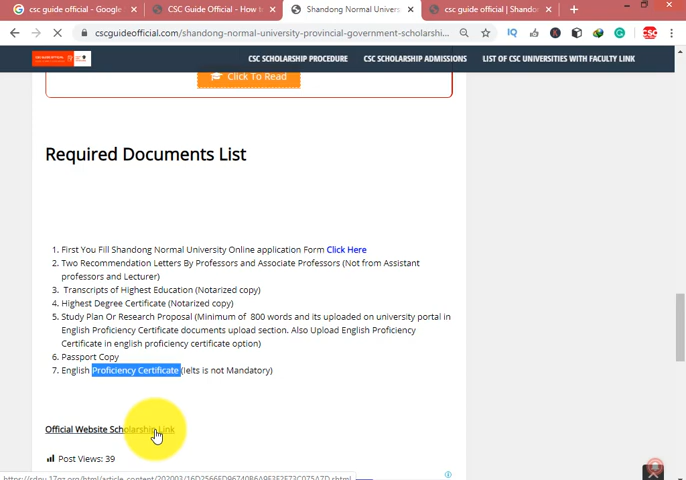 csc guide official - Google
CSC Guide Official - How t
Shandong Normal Univers
csc guide official | Shandon
cscguideofficial.com/shandong-normal-university-provincial-government-scholarshi...
CSC SCHOLARSHIP PROCEDURE CSC SCHOLARSHIP ADMISSIONS LIST OF CSC UNIVERSITIES WITH FACULTY LINK
Click To Read
Required Documents List
1. First You Fill Shandong Normal University Online application Form Click Here
2. Two Recommendation Letters By Professors and Associate Professors (Not from Assistant
professors and Lecturer)
3. Transcripts of Highest Education (Notarized copy)
4. Highest Degree Certificate (Notarized copy)
5. Study Plan Or Research Proposal (Minimum of 800 words and its uploaded on university portal in
English Proficiency Certificate documents upload section. Also Upload English Proficiency
Certificate in english proficiency certificate option)
6. Passport Copy
7. English Proficiency Certificate (Ielts is not Mandatory)
Official Website Scholarship Link
Post Views: 39